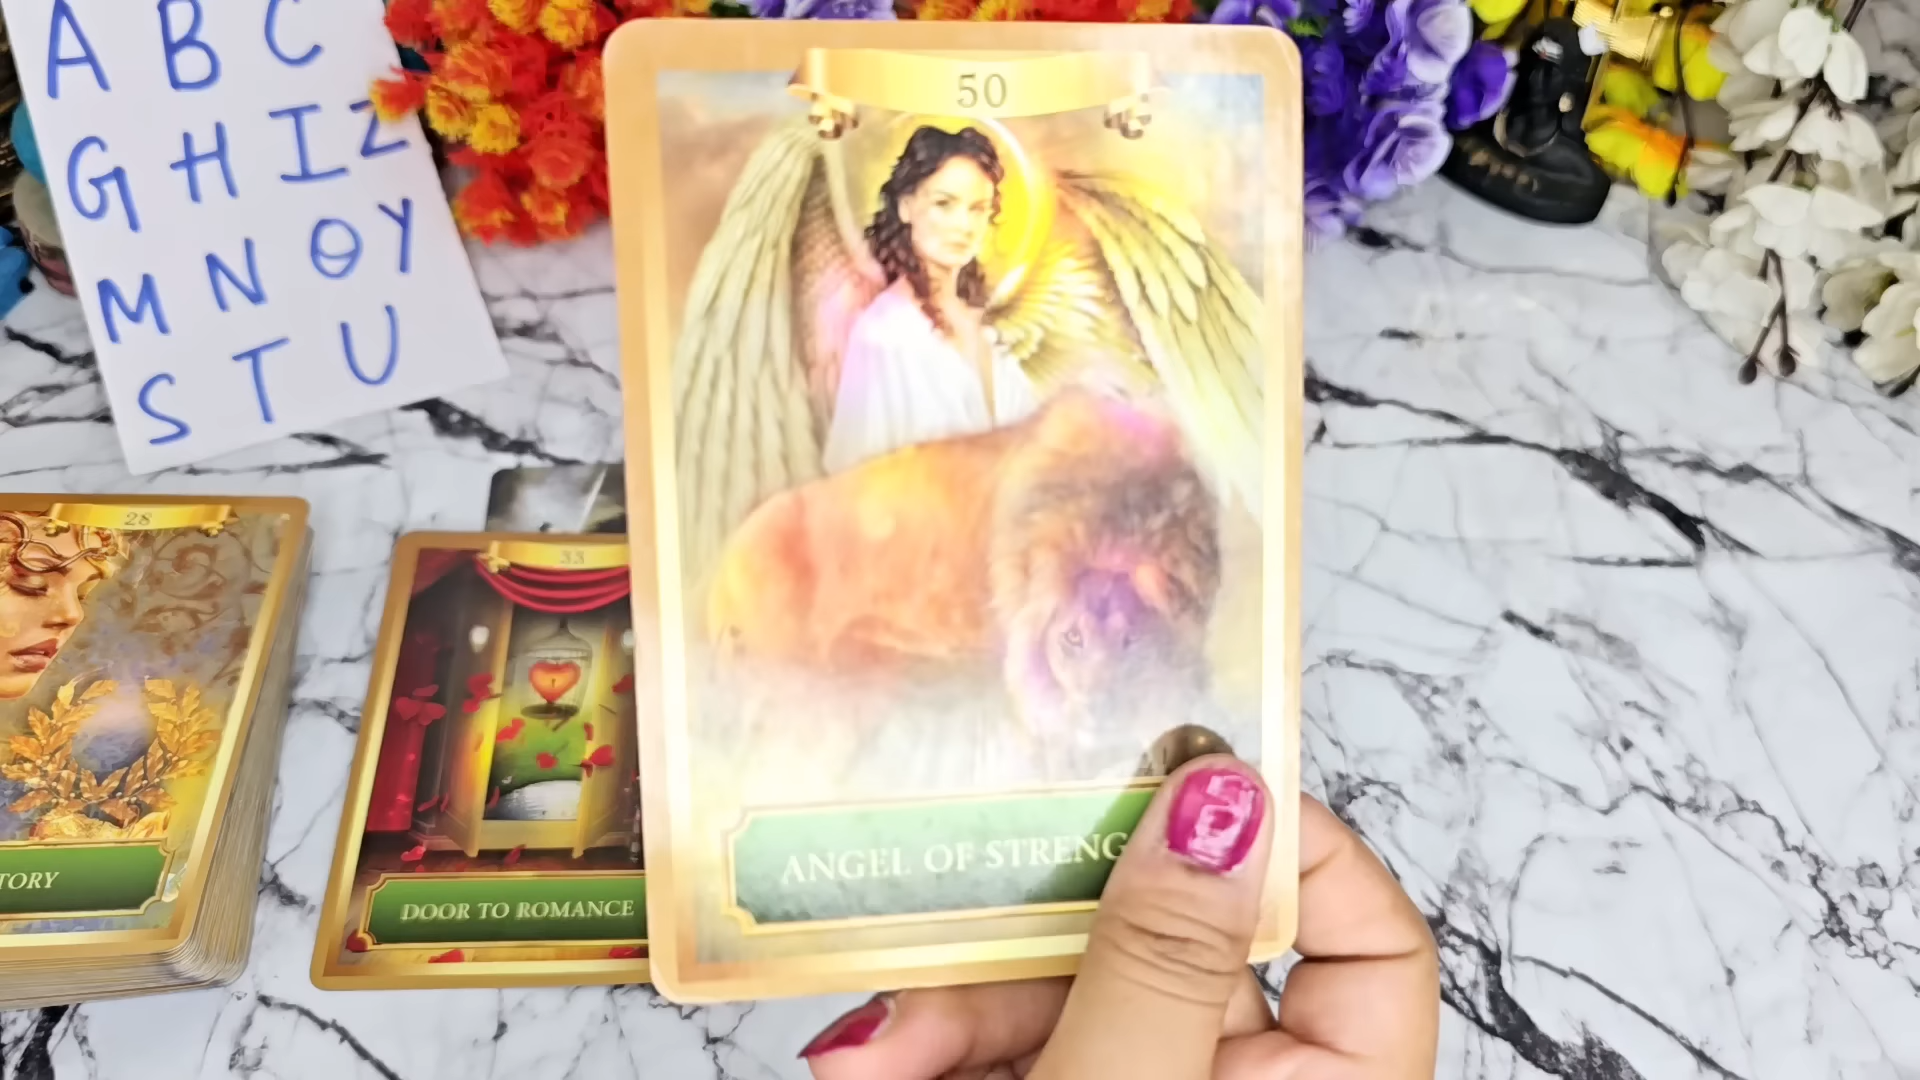 A B C
G H I Z
M N O Y
S T U
50
ANGEL OF STRENG
28
TORY
33
DOOR TO ROMANCE